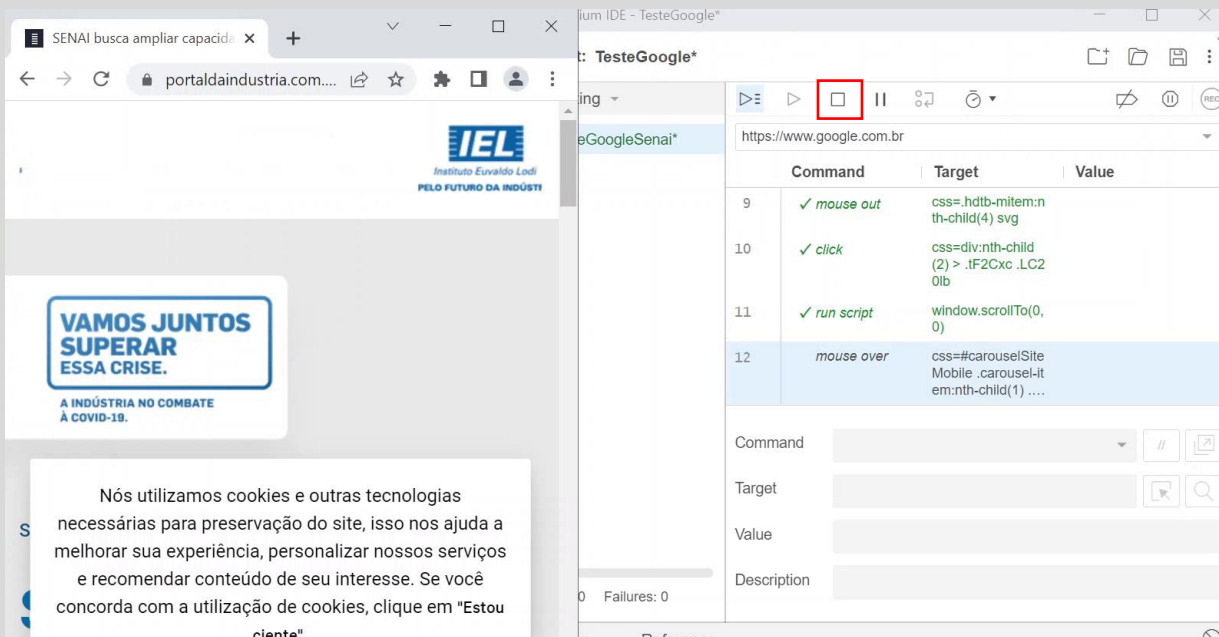 ium IDE - TesteGoogle*
SENAI busca ampliar capacida
t: TesteGoogle*
portaldaindustria.com....
ing
REC
eGoogleSenai*
https://www.google.com.br
IEL
Instituto Euvaldo Lodi
PELO FUTURO DA INDÚSTI
Command Target Value
9 ✓ mouse out css=.hdtb-mitem:n
th-child(4) svg
10 ✓ click css=div:nth-child
(2) > .tF2Cxc .LC2
0lb
11 ✓ run script window.scrollTo(0,
0)
12 mouse over css=#carouselSite
Mobile .carousel-it
em:nth-child(1) ....
VAMOS JUNTOS
SUPERAR
ESSA CRISE.
A INDÚSTRIA NO COMBATE
À COVID-19.
Command
//
Target
Value
Description
Nós utilizamos cookies e outras tecnologias
necessárias para preservação do site, isso nos ajuda a
melhorar sua experiência, personalizar nossos serviços
e recomendar conteúdo de seu interesse. Se você
concorda com a utilização de cookies, clique em "Estou
ciente"
S
S
0 Failures: 0